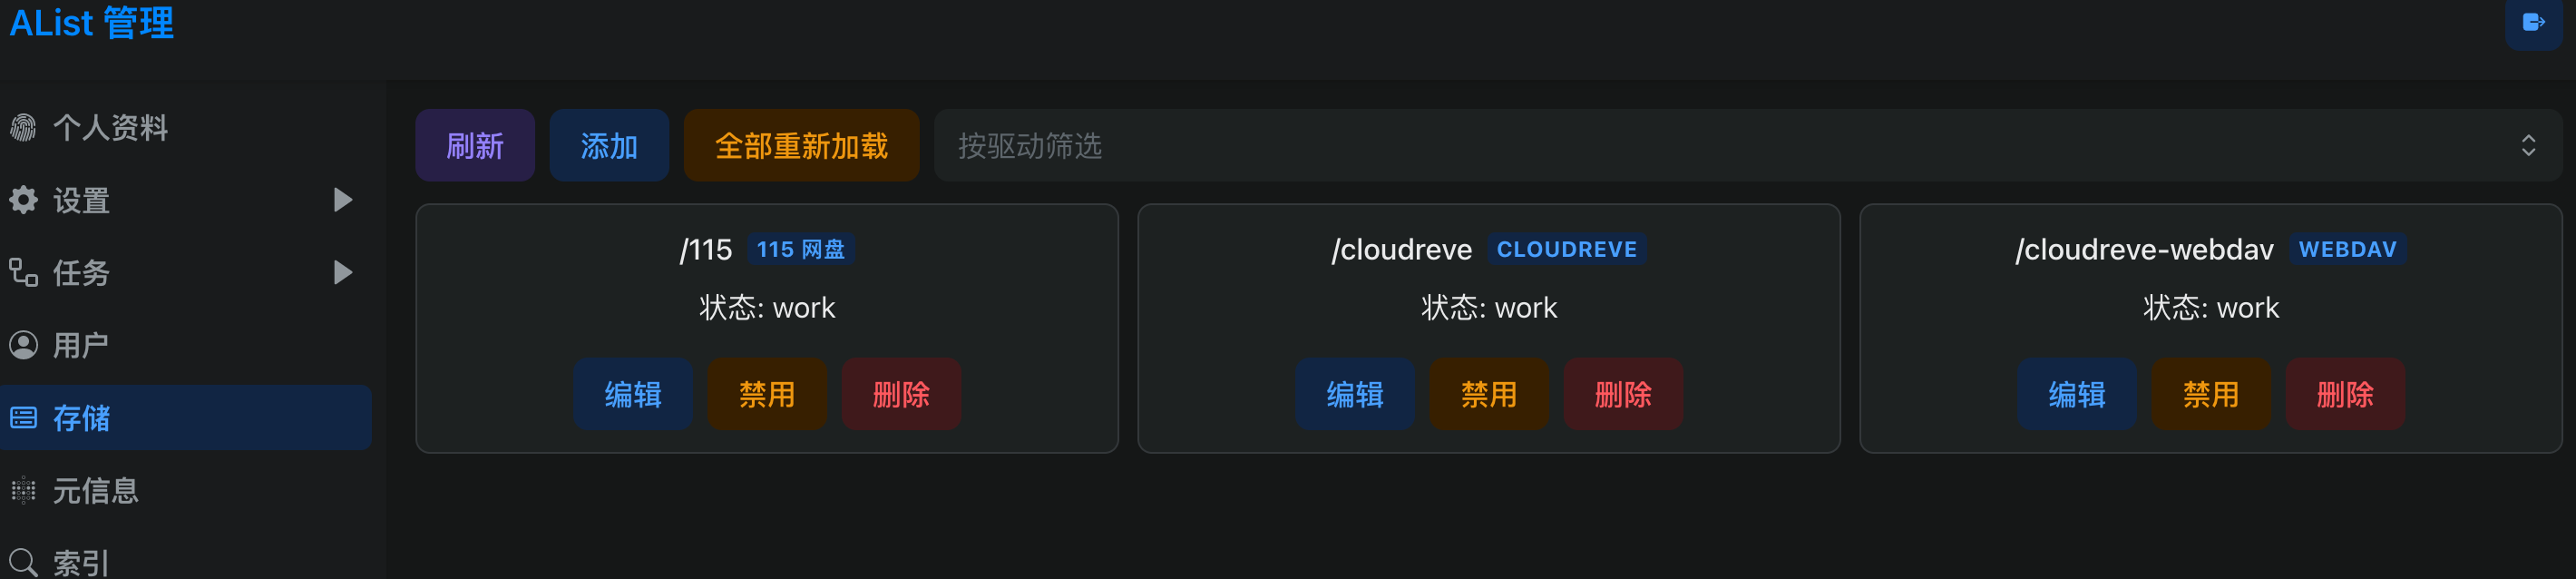 AList 管理
个人资料
设置
任务
用户
存储
元信息
索引
刷新 添加 全部重新加载 按驱动筛选
/115 115 网盘
状态: work
编辑 禁用 删除
/cloudreve CLOUDREVE
状态: work
编辑 禁用 删除
/cloudreve-webdav WEBDAV
状态: work
编辑 禁用 删除